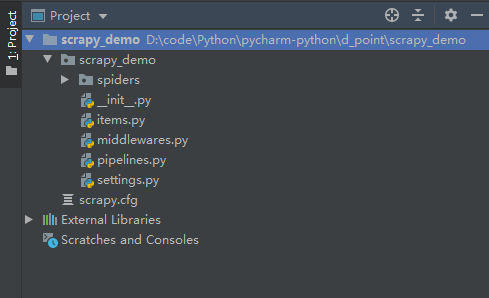 1: Project
Project
scrapy_demo D:\code\Python\pycharm-python\d_point\scrapy_demo
scrapy_demo
spiders
__init__.py
items.py
middlewares.py
pipelines.py
settings.py
scrapy.cfg
External Libraries
Scratches and Consoles